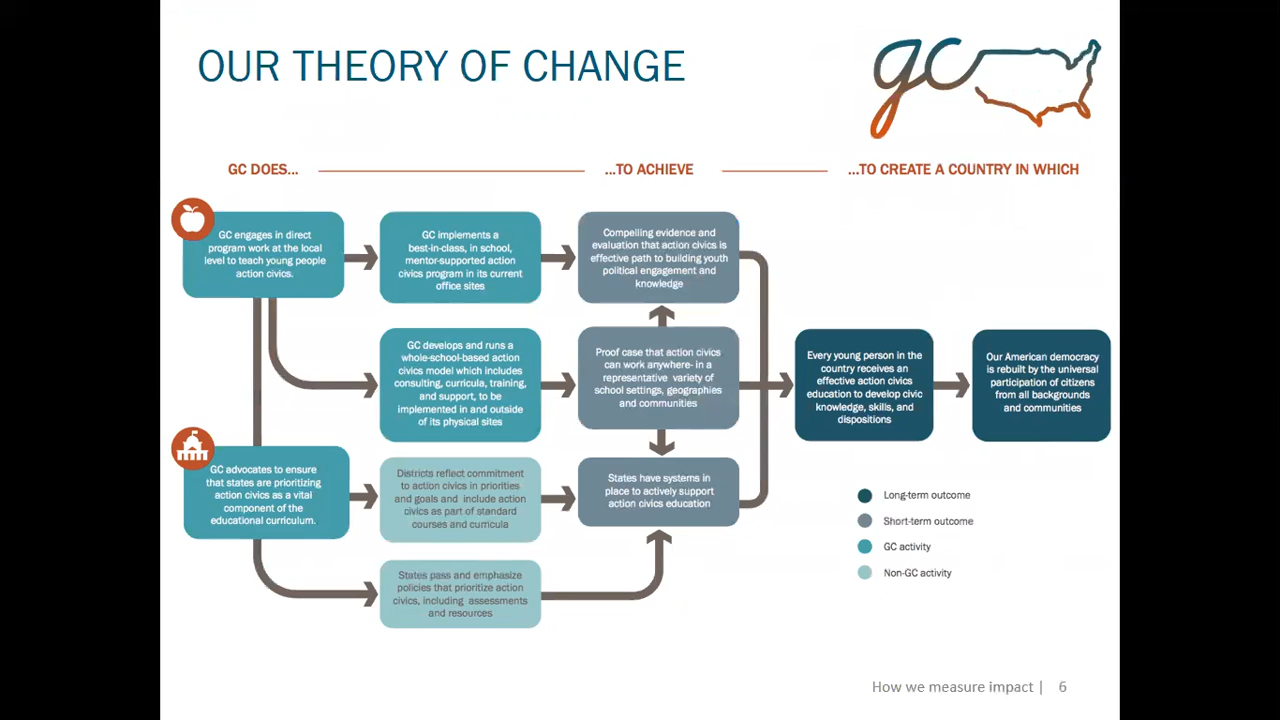 OUR THEORY OF CHANGE
gc
GC DOES...
...TO ACHIEVE
...TO CREATE A COUNTRY IN WHICH
GC engages in direct
program work at the local
level to teach young people
action civics.
GC implements a
best-in-class, in school,
mentor-supported action
civics program in its current
office sites
Compelling evidence and
evaluation that action civics is
effective path to building youth
political engagement and
knowledge
GC develops and runs a
whole-school-based action
civics model which includes
consulting, curricula, training,
and support, to be
implemented in and outside
of its physical sites
Proof case that action civics
can work anywhere- in a
representative variety of
school settings, geographies
and communities
Every young person in the
country receives an
effective action civics
education to develop civic
knowledge, skills, and
dispositions
Our American democracy
is rebuilt by the universal
participation of citizens
from all backgrounds
and communities
GC advocates to ensure
that states are prioritizing
action civics as a vital
component of the
educational curriculum.
Districts reflect commitment
to action civics in priorities
and goals and include action
civics as part of standard
courses and curricula
States have systems in
place to actively support
action civics education
States pass and emphasize
policies that prioritize action
civics, including assessments
and resources
Long-term outcome
Short-term outcome
GC activity
Non-GC activity
How we measure impact | 6